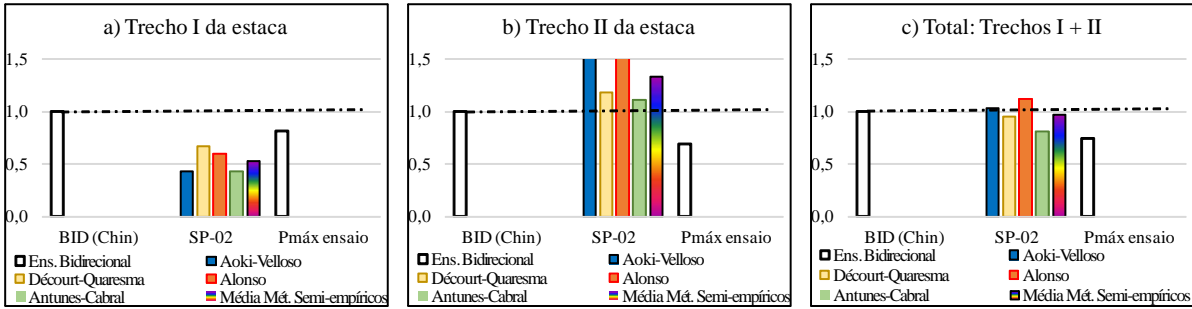 a) Trecho I da estaca
1,5
1,0
0,5
0,0
BID (Chin) SP-02 Pmáx ensaio
Ens. Bidirecional Aoki-Velloso
Décourt-Quaresma Alonso
Antunes-Cabral Média Mét. Semi-empíricos
b) Trecho II da estaca
1,5
1,0
0,5
0,0
BID (Chin) SP-02 Pmáx ensaio
Ens. Bidirecional Aoki-Velloso
Décourt-Quaresma Alonso
Antunes-Cabral Média Mét. Semi-empíricos
c) Total: Trechos I + II
1,5
1,0
0,5
0,0
BID (Chin) SP-02 Pmáx ensaio
Ens. Bidirecional Aoki-Velloso
Décourt-Quaresma Alonso
Antunes-Cabral Média Mét. Semi-empíricos